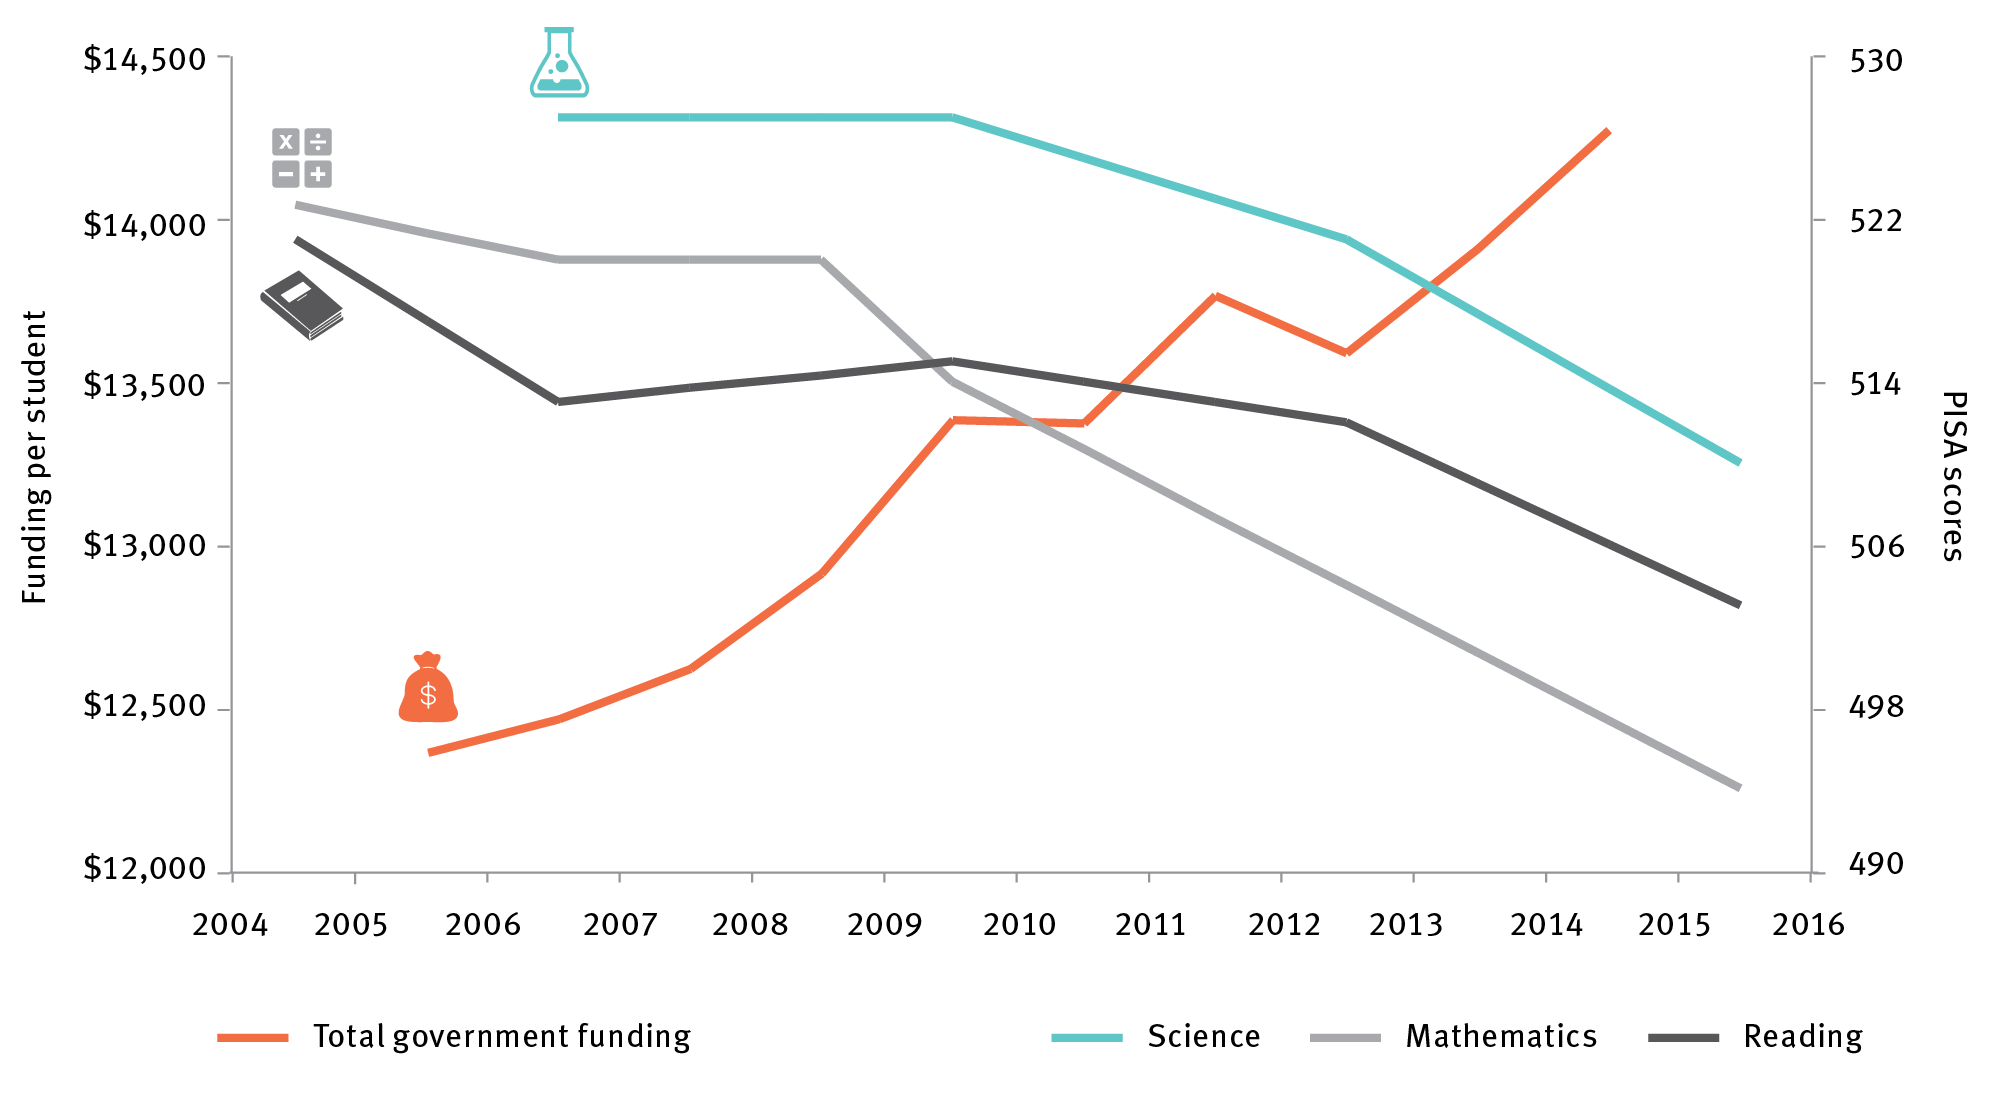 $14,500
$14,000
$13,500
$13,000
$12,500
$12,000
Funding per student
530
522
514
506
498
490
PISA scores
x ÷
− +
$
2004 2005 2006 2007 2008 2009 2010 2011 2012 2013 2014 2015 2016
Total government funding Science Mathematics Reading